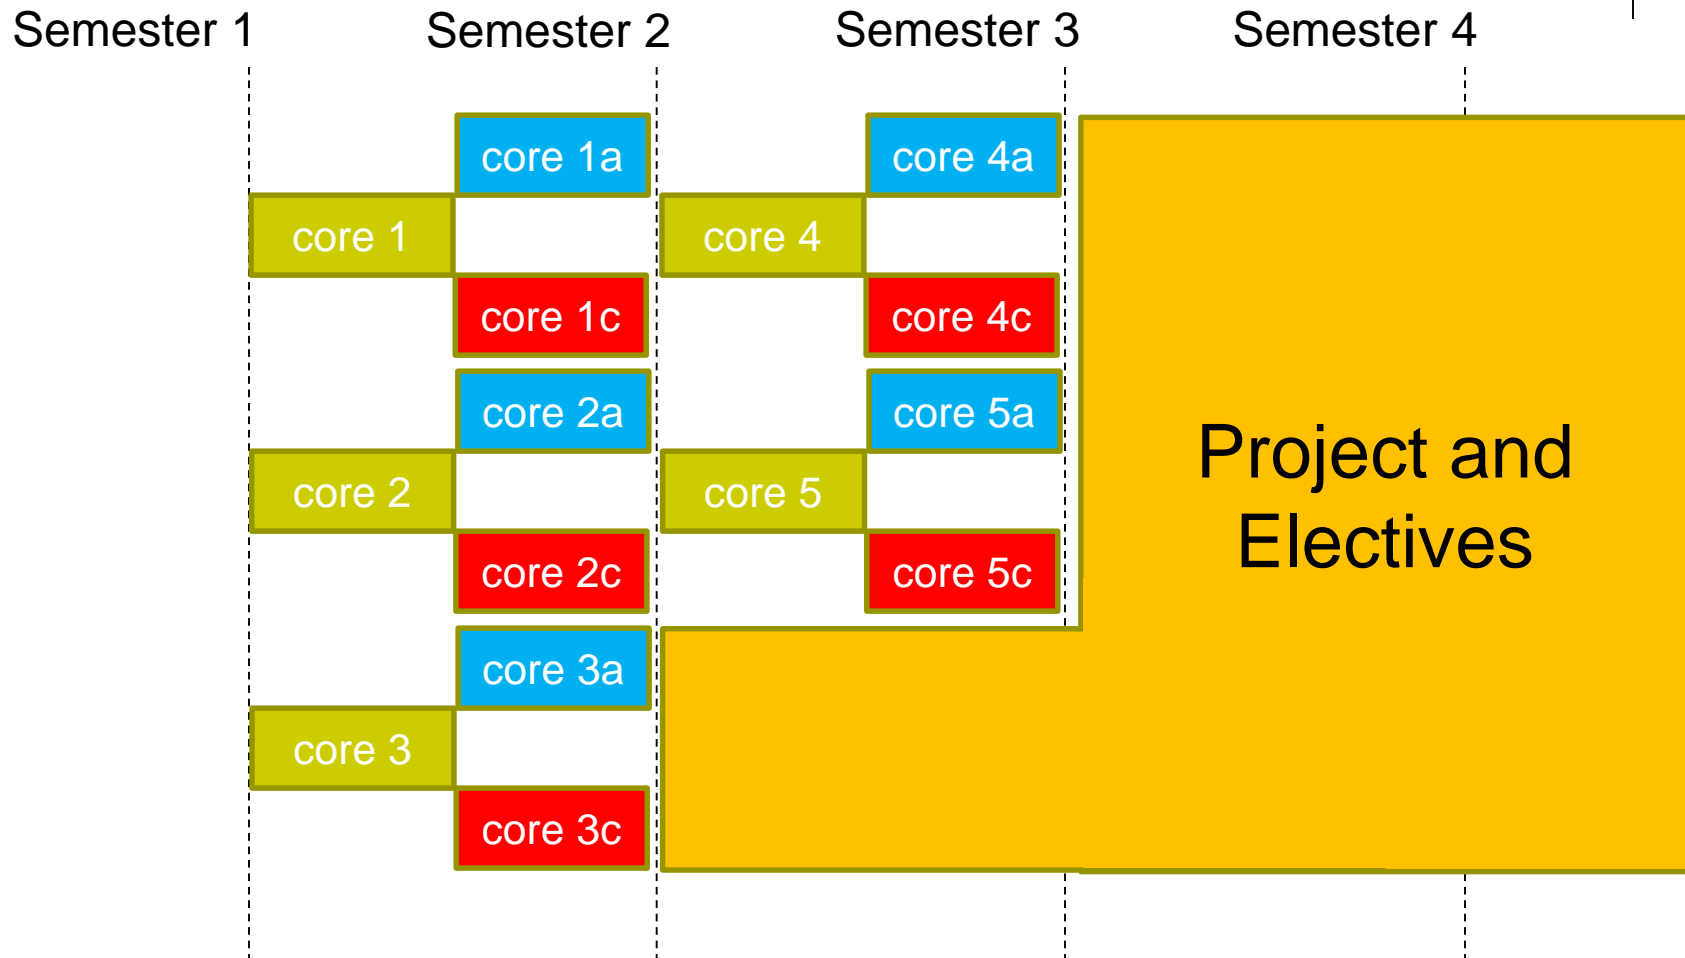 Semester 1
Semester 2
Semester 3
Semester 4
core 1a
core 4a
core 1
core 4
core 1c
core 4c
core 2a
core 5a
core 2
core 5
core 2c
core 5c
core 3a
core 3
core 3c
Project and
Electives